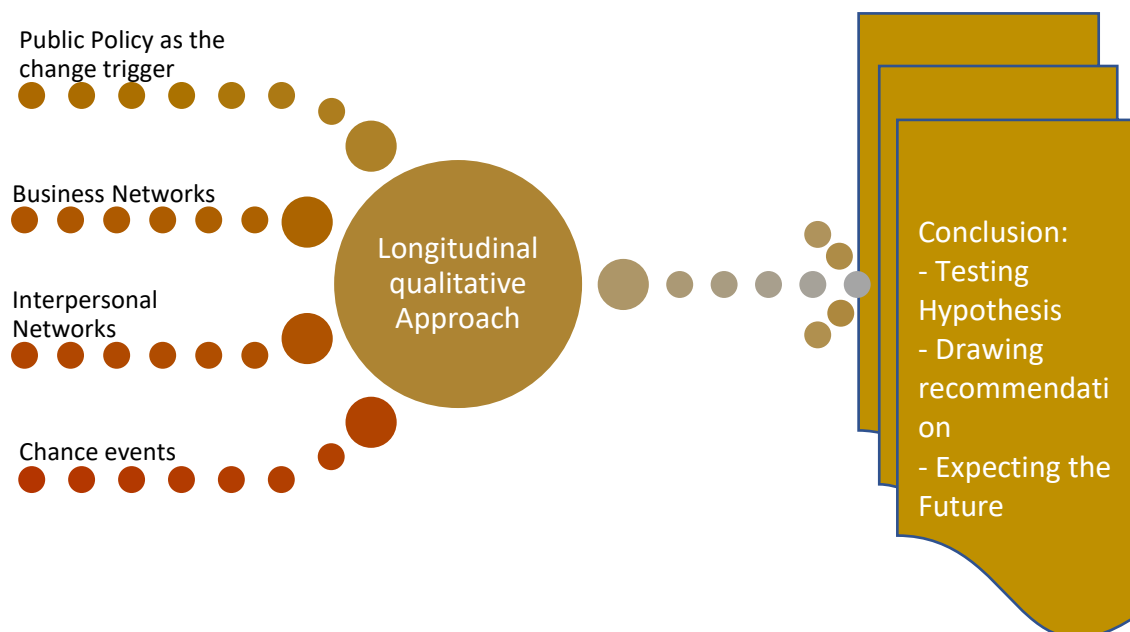 Public Policy as the
change trigger
Business Networks
Interpersonal
Networks
Chance events
Longitudinal
qualitative
Approach
Conclusion:
- Testing
Hypothesis
- Drawing
recommendati
on
- Expecting the
Future